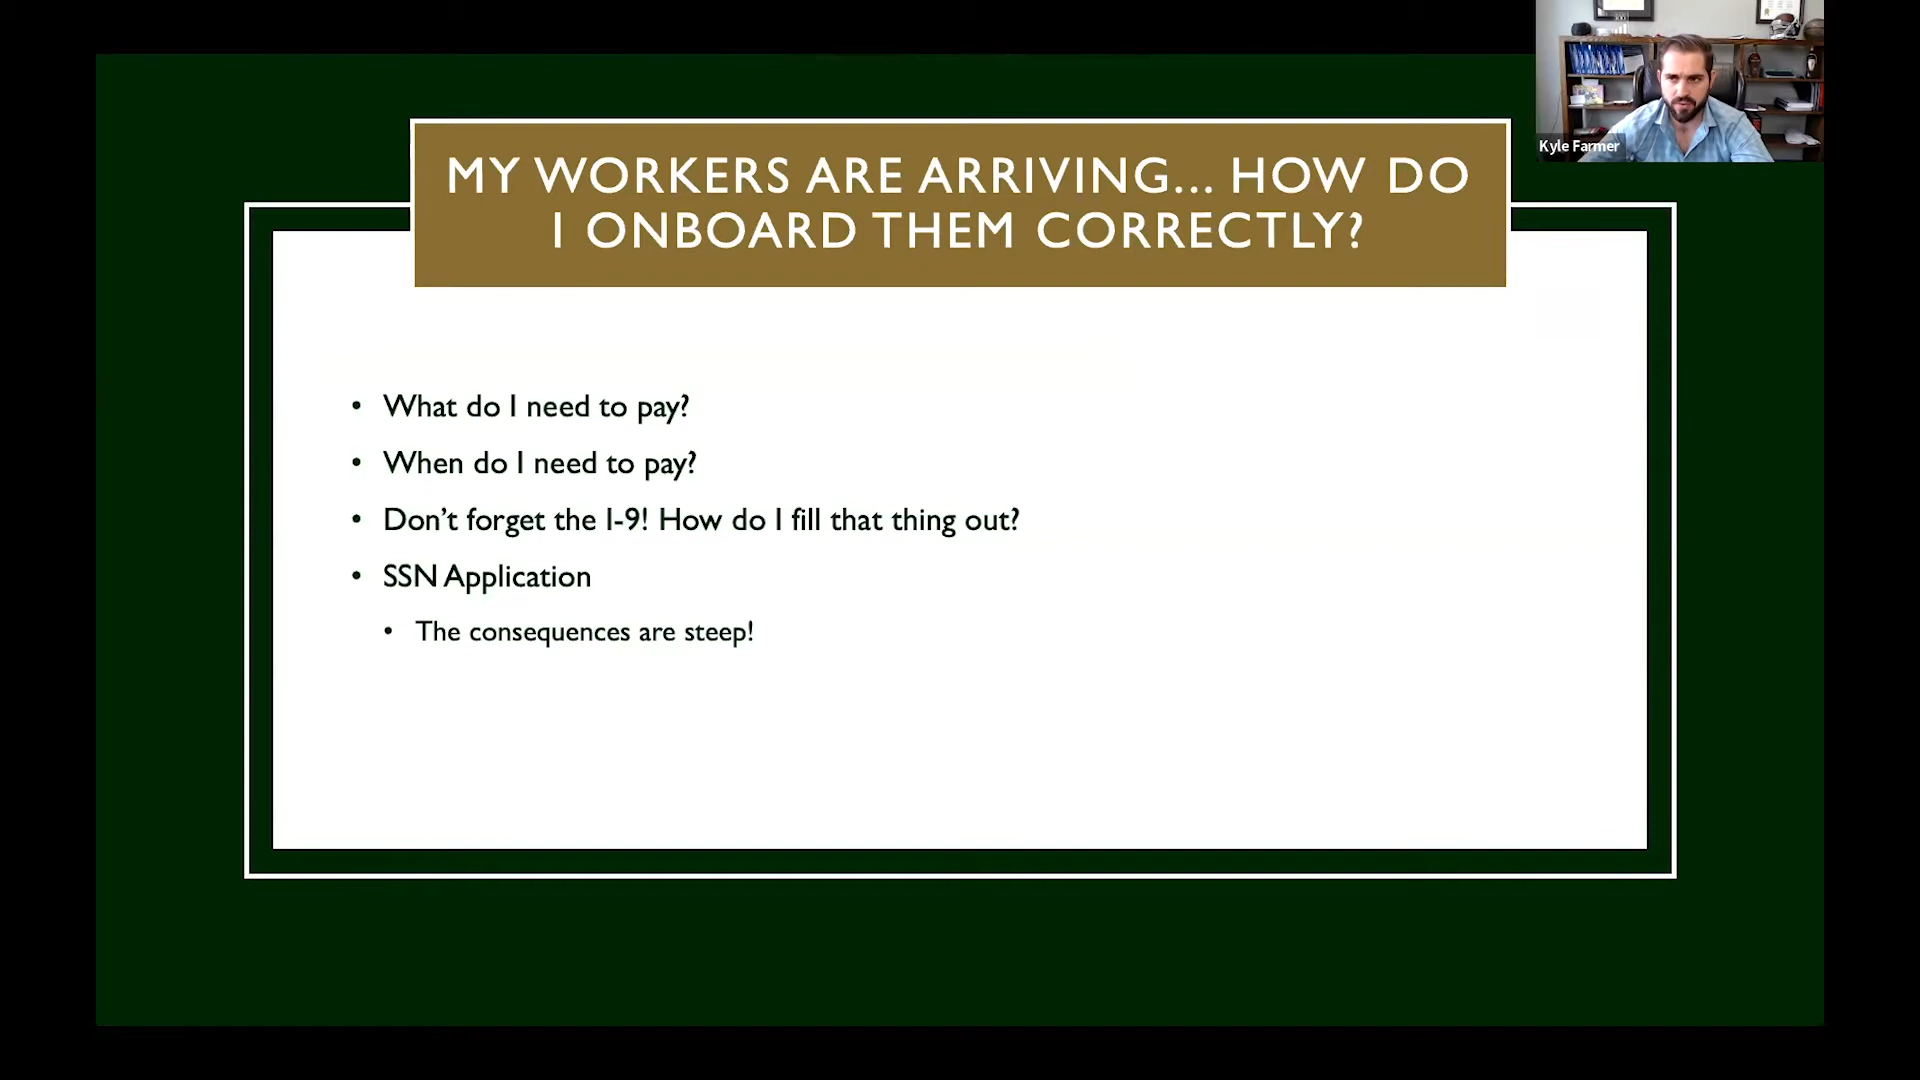 Kyle Farmer
MY WORKERS ARE ARRIVING... HOW DO
I ONBOARD THEM CORRECTLY?
• What do I need to pay?
• When do I need to pay?
• Don’t forget the I-9! How do I fill that thing out?
• SSN Application
• The consequences are steep!